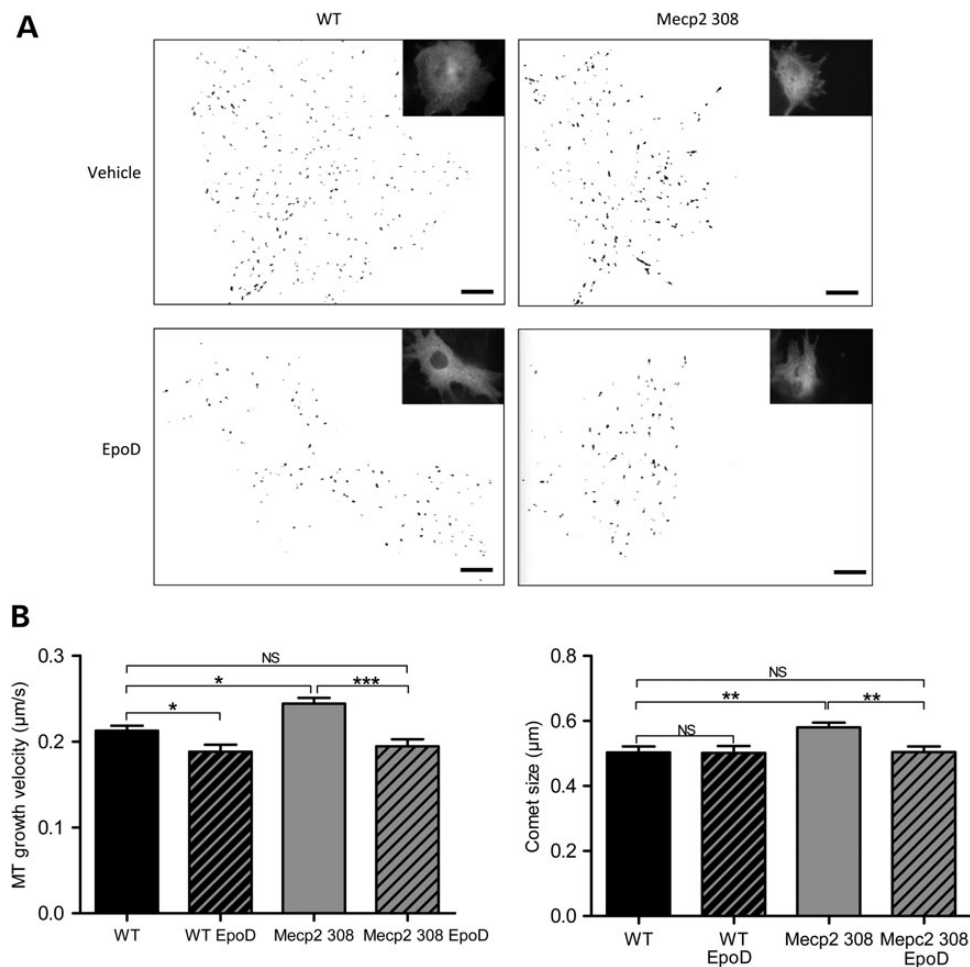 A
WT
Mecp2 308
Vehicle
EpoD
B
0.3
0.2
0.1
0.0
MT growth velocity (µm/s)
NS
*
***
*
WT
WT EpoD
Mecp2 308
Mecp2 308 EpoD
0.8
0.6
0.4
0.2
0.0
Comet size (µm)
NS
**
**
NS
WT
WT
EpoD
Mecp2 308
Mepc2 308
EpoD